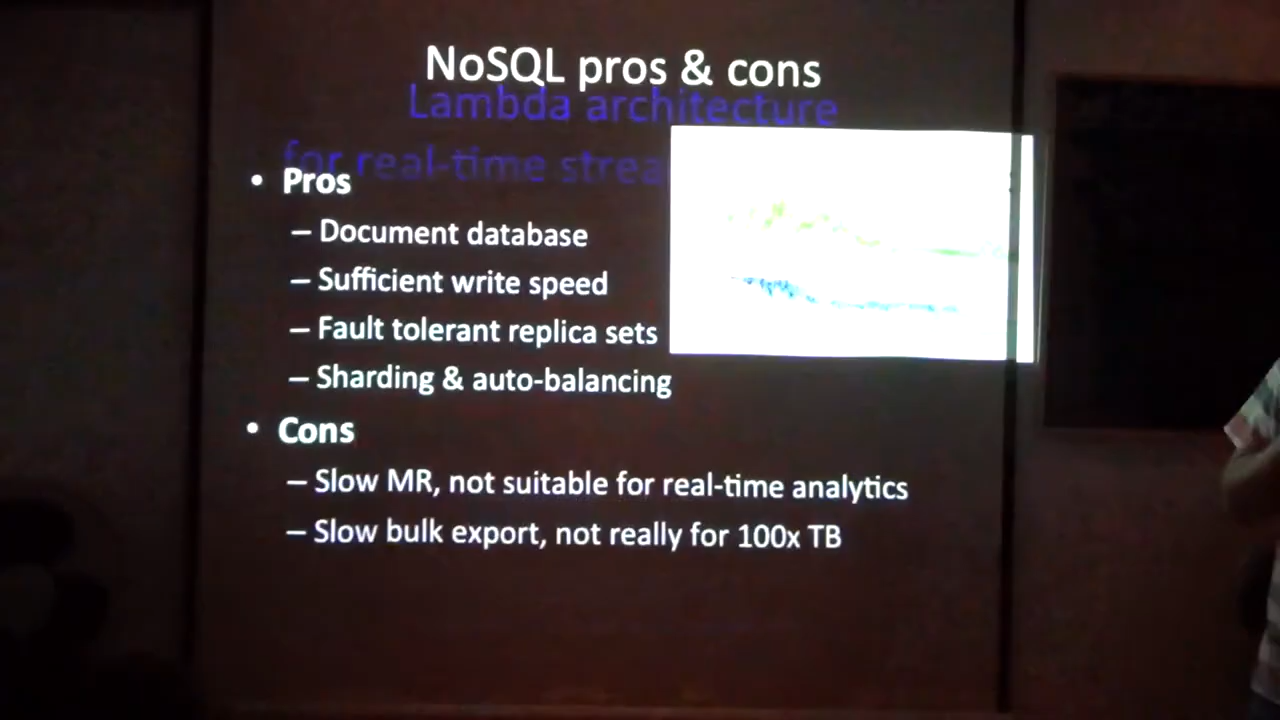 NoSQL pros & cons
Lambda architecture
for real-time
• Pros
– Document database
– Sufficient write speed
– Fault tolerant replica sets
– Sharding & auto-balancing
• Cons
– Slow MR, not suitable for real-time analytics
– Slow bulk export, not really for 100x TB